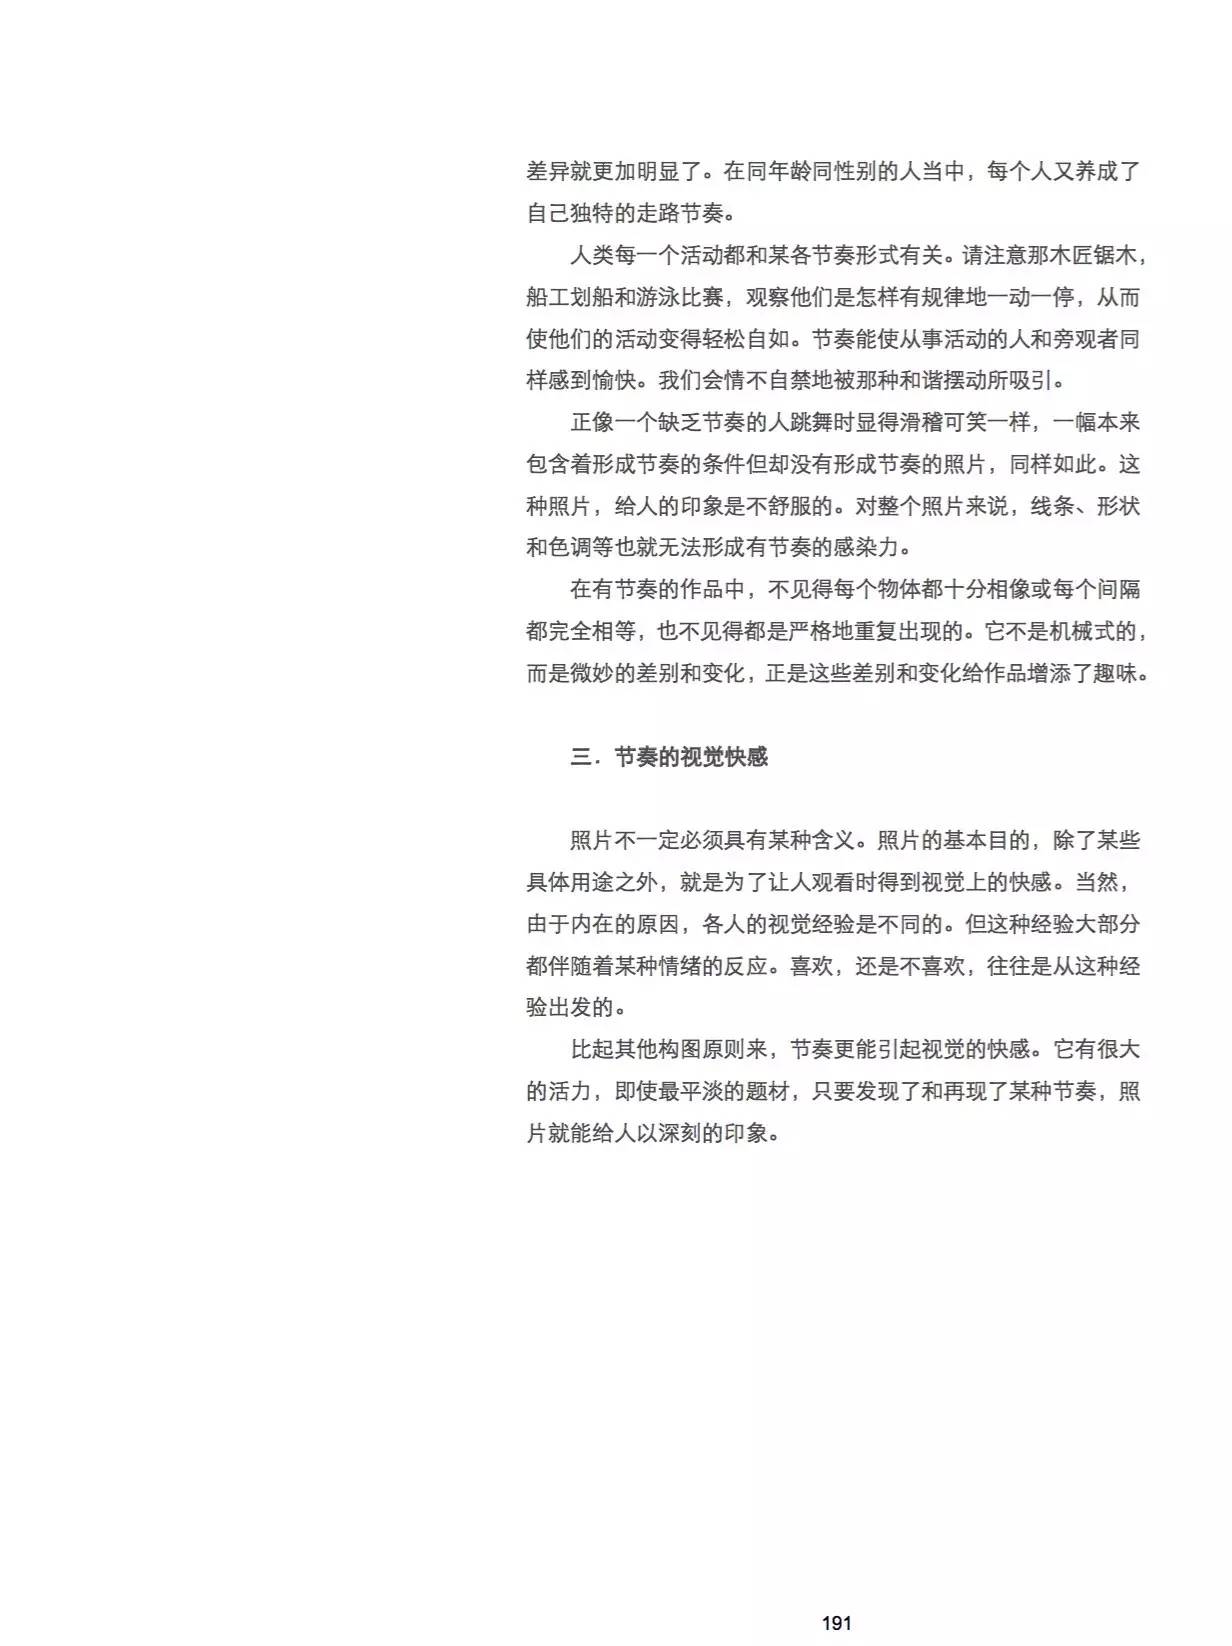 差异就更加明显了。在同年龄同性别的人当中，每个人又养成了
自己独特的走路节奏。
人类每一个活动都和某各节奏形式有关。请注意那木匠锯木，
船工划船和游泳比赛，观察他们是怎样有规律地一动一停，从而
使他们的活动变得轻松自如。节奏能使从事活动的人和旁观者同
样感到愉快。我们会情不自禁地被那种和谐摆动所吸引。
正像一个缺乏节奏的人跳舞时显得滑稽可笑一样，一幅本来
包含着形成节奏的条件但却没有形成节奏的照片，同样如此。这
种照片，给人的印象是不舒服的。对整个照片来说，线条、形状
和色调等也就无法形成有节奏的感染力。
在有节奏的作品中，不见得每个物体都十分相像或每个间隔
都完全相等，也不见得都是严格地重复出现的。它不是机械式的，
而是微妙的差别和变化，正是这些差别和变化给作品增添了趣味。
三．节奏的视觉快感
照片不一定必须具有某种含义。照片的基本目的，除了某些
具体用途之外，就是为了让人观看时得到视觉上的快感。当然，
由于内在的原因，各人的视觉经验是不同的。但这种经验大部分
都伴随着某种情绪的反应。喜欢，还是不喜欢，往往是从这种经
验出发的。
比起其他构图原则来，节奏更能引起视觉的快感。它有很大
的活力，即使最平淡的题材，只要发现了和再现了某种节奏，照
片就能给人以深刻的印象。
191